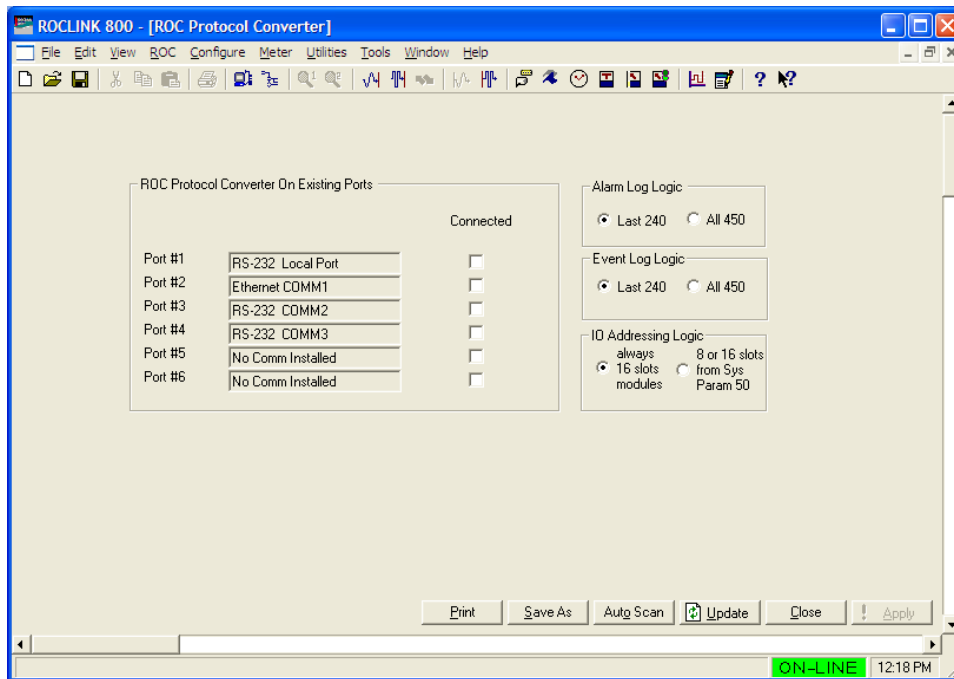 ROCLINK 800 - [ROC Protocol Converter]
File Edit View ROC Configure Meter Utilities Tools Window Help
ROC Protocol Converter On Existing Ports
Connected
Port #1 RS-232 Local Port
Port #2 Ethernet COMM1
Port #3 RS-232 COMM2
Port #4 RS-232 COMM3
Port #5 No Comm Installed
Port #6 No Comm Installed
Alarm Log Logic
Last 240 All 450
Event Log Logic
Last 240 All 450
IO Addressing Logic
always 8 or 16 slots
16 slots from Sys
modules Param 50
Print Save As Auto Scan Update Close ! Apply
ON-LINE 12:18 PM